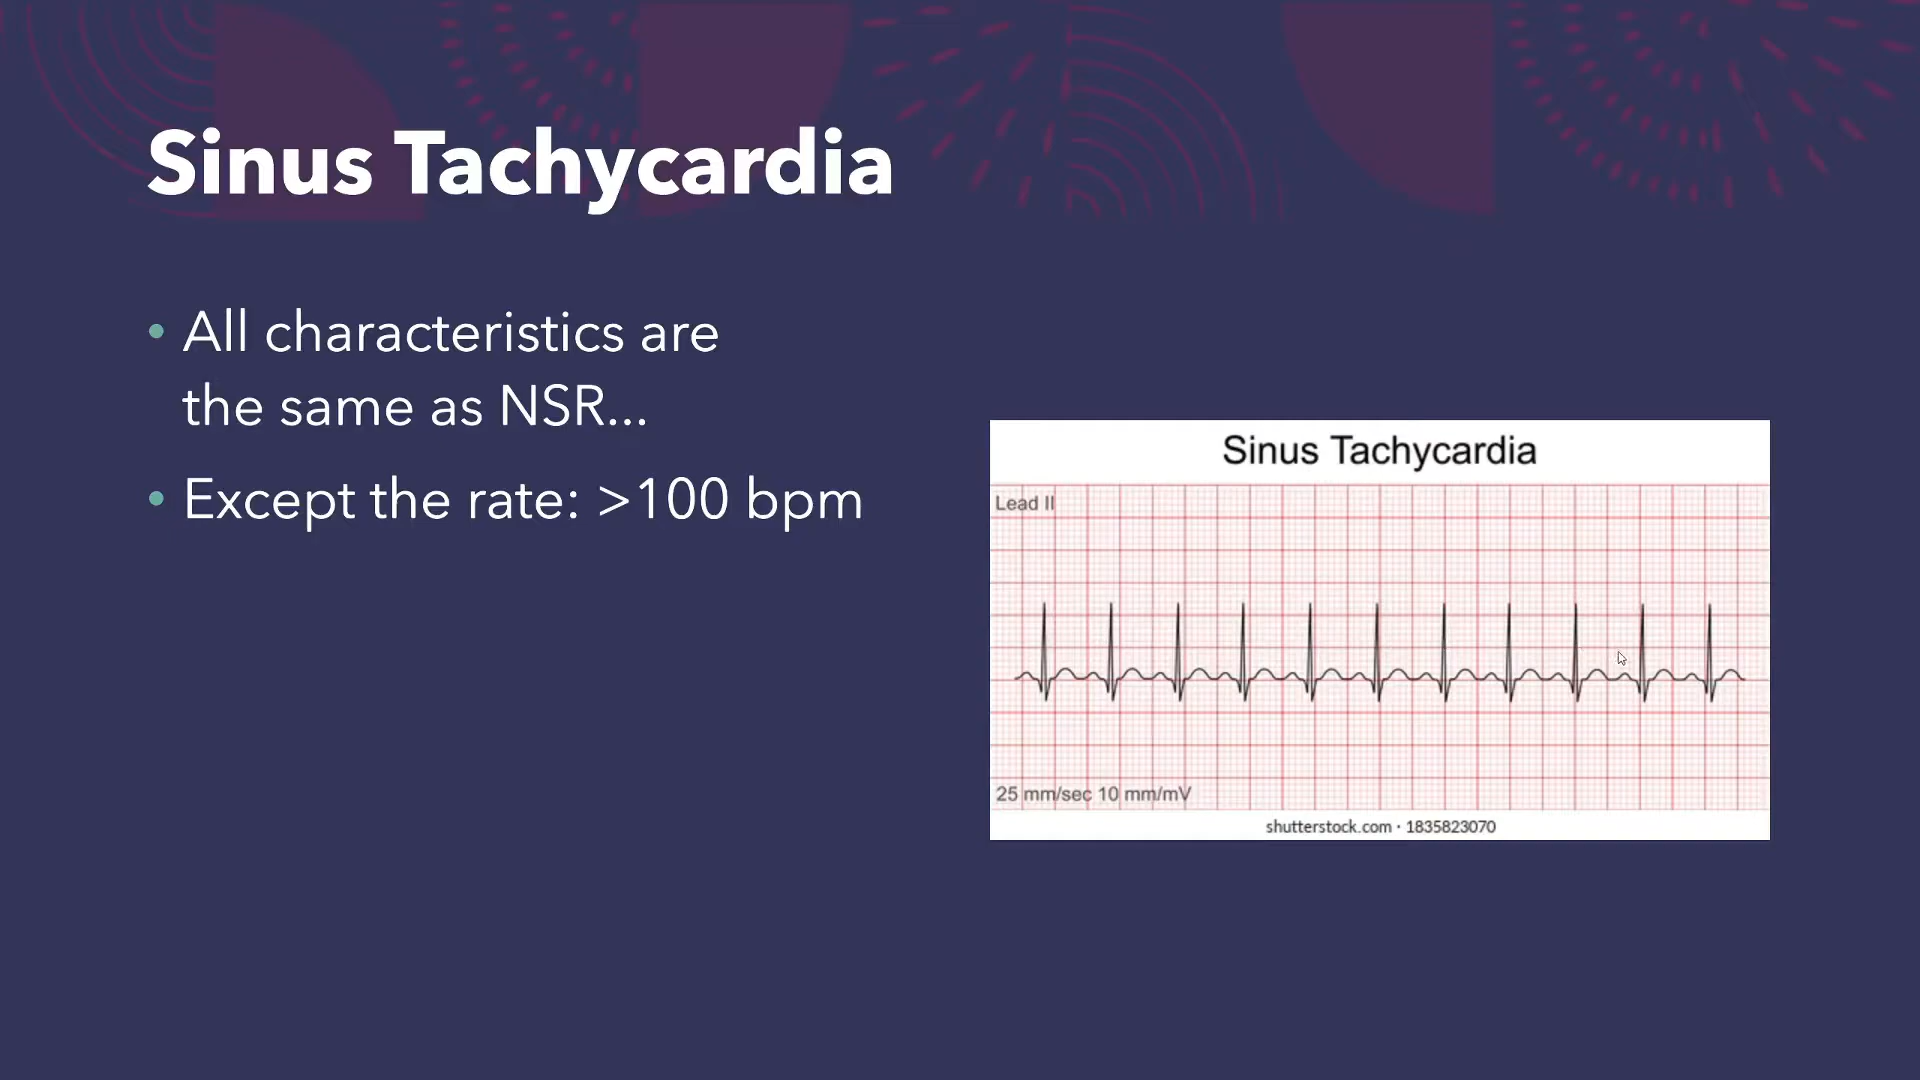 Sinus Tachycardia
• All characteristics are
the same as NSR...
• Except the rate: >100 bpm
Sinus Tachycardia
Lead II
25 mm/sec 10 mm/mV
shutterstock.com · 1835823070